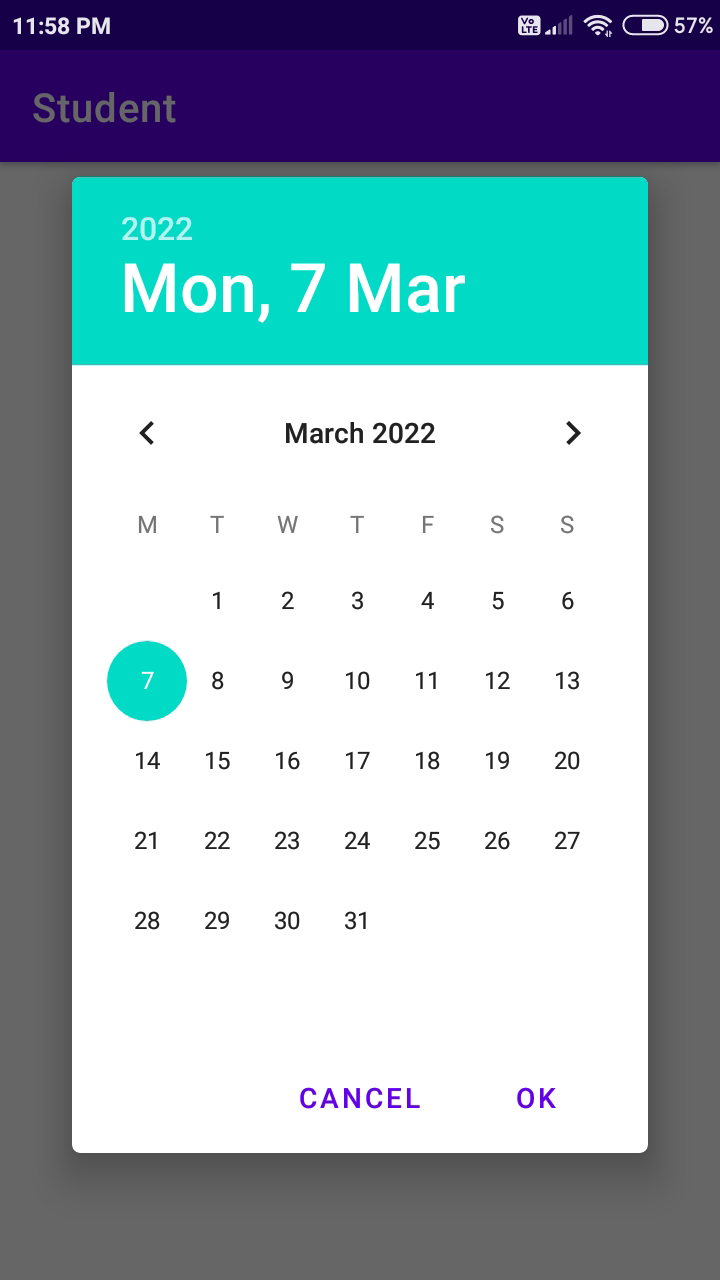 11:58 PM Vo LTE 57%
Student
2022
Mon, 7 Mar
March 2022
M T W T F S S
1 2 3 4 5 6
7 8 9 10 11 12 13
14 15 16 17 18 19 20
21 22 23 24 25 26 27
28 29 30 31
CANCEL OK